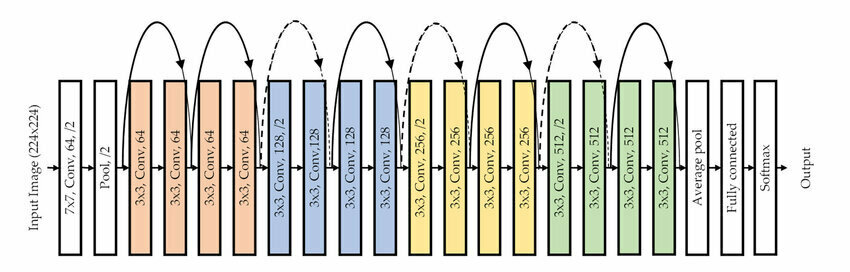 Input Image (224x224)
7x7, Conv, 64, /2
Pool, /2
3x3, Conv, 64
3x3, Conv, 64
3x3, Conv, 64
3x3, Conv, 64
3x3, Conv, 128, /2
3x3, Conv,128
3x3, Conv, 128
3x3, Conv, 128
3x3, Conv, 256, /2
3x3, Conv, 256
3x3, Conv, 256
3x3, Conv, 256
3x3, Conv, 512, /2
3x3, Conv, 512
3x3, Conv, 512
3x3, Conv, 512
Average pool
Fully connected
Softmax
Output